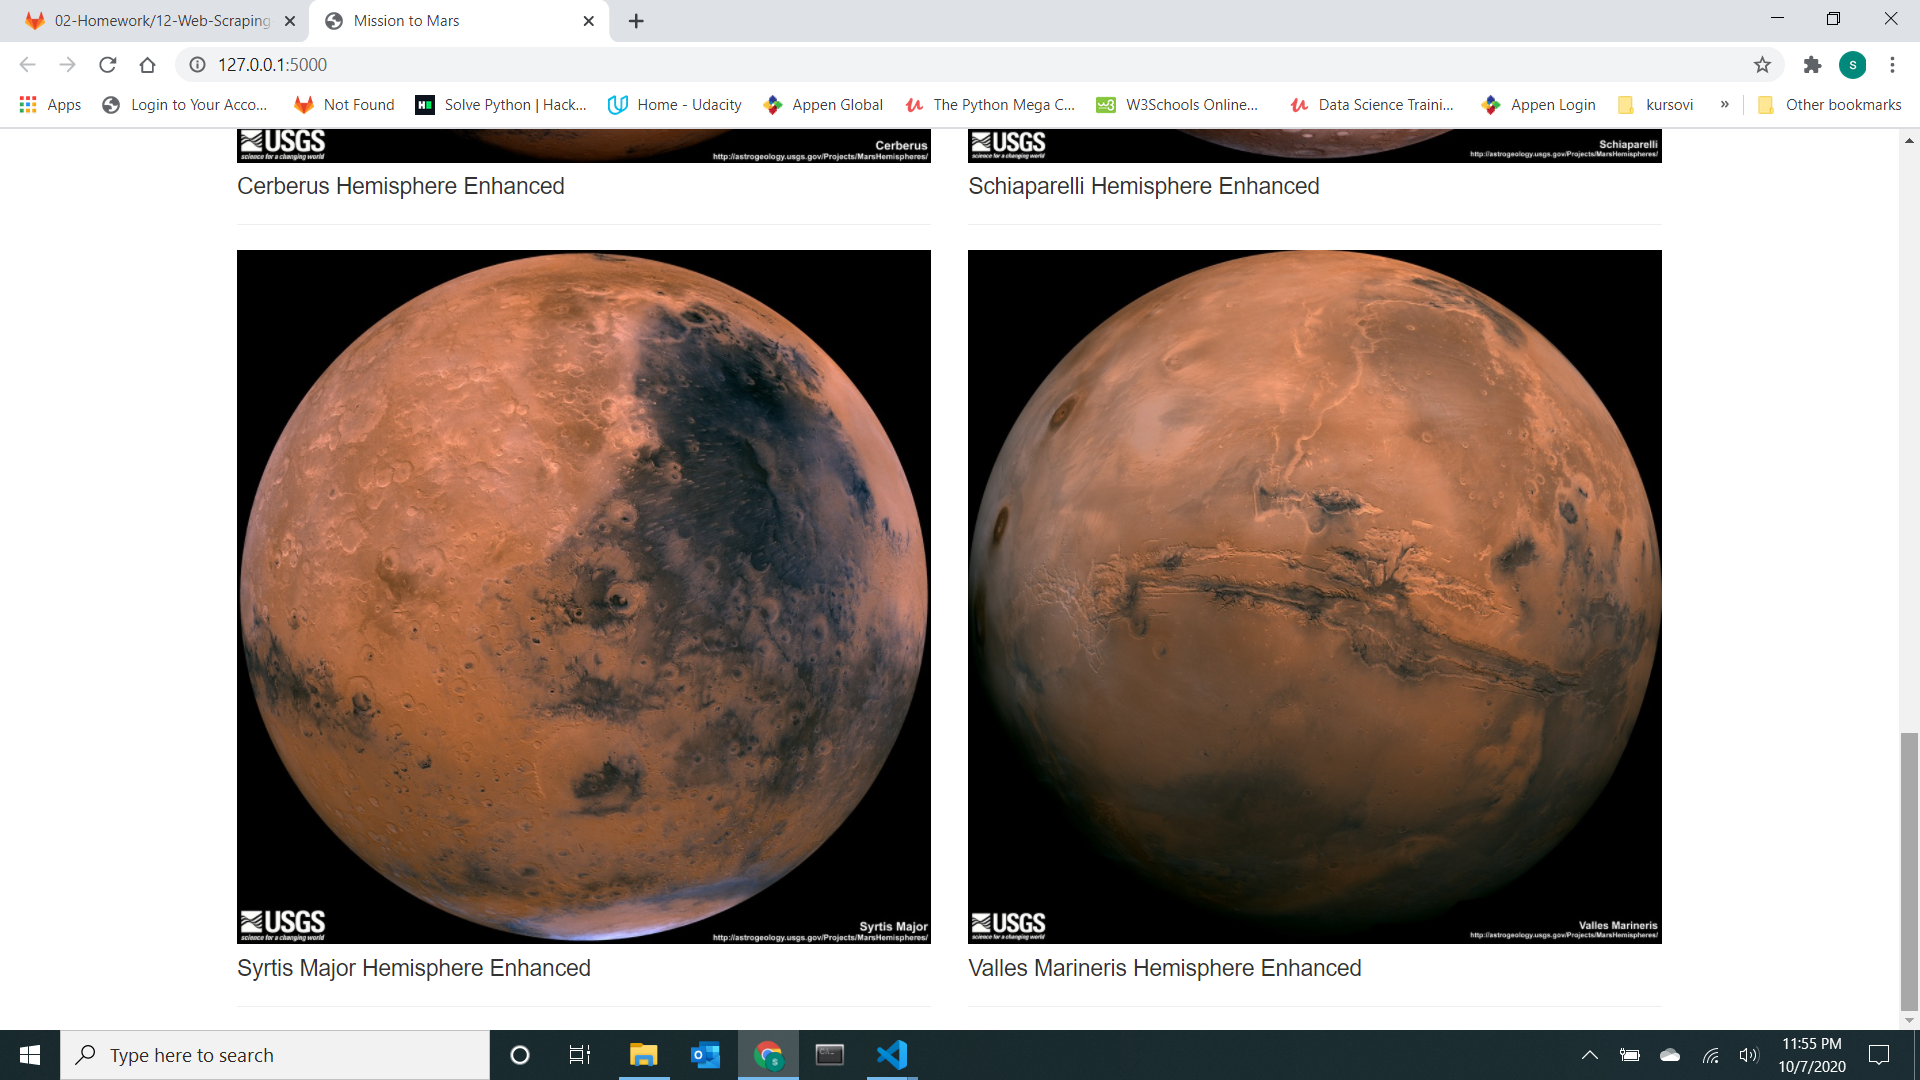 02-Homework/12-Web-Scraping
Mission to Mars
127.0.0.1:5000
S
Apps
Login to Your Acco...
Not Found
Solve Python | Hack...
Home - Udacity
Appen Global
The Python Mega C...
W3Schools Online...
Data Science Traini...
Appen Login
kursovi
»
Other bookmarks
USGS
science for a changing world
Cerberus
http://astrogeology.usgs.gov/Projects/MarsHemispheres/
USGS
science for a changing world
Schiaparelli
http://astrogeology.usgs.gov/Projects/MarsHemispheres/
Cerberus Hemisphere Enhanced
Schiaparelli Hemisphere Enhanced
USGS
science for a changing world
Syrtis Major
http://astrogeology.usgs.gov/Projects/MarsHemispheres/
USGS
science for a changing world
Valles Marineris
http://astrogeology.usgs.gov/Projects/MarsHemispheres/
Syrtis Major Hemisphere Enhanced
Valles Marineris Hemisphere Enhanced
Type here to search
11:55 PM
10/7/2020